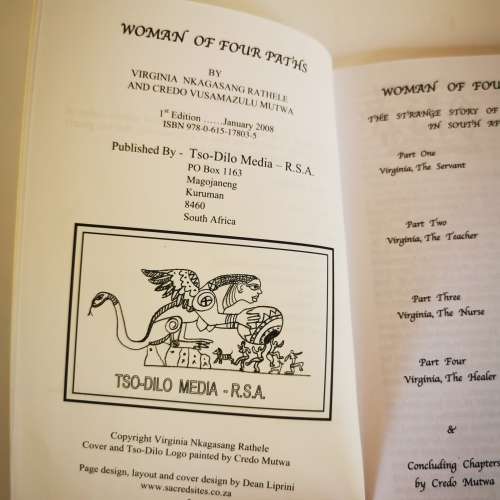 WOMAN OF FOUR PATHS
BY
VIRGINIA NKAGASANG RATHELE
AND CREDO VUSAMAZULU MUTWA
1st Edition ……January 2008
ISBN 978-0-615-17803-5
Published By - Tso-Dilo Media – R.S.A.
PO Box 1163
Magojaneng
Kuruman
8460
South Africa
TSO-DILO MEDIA - R.S.A.
Copyright Virginia Nkagasang Rathele
Cover and Tso-Dilo Logo painted by Credo Mutwa
Page design, layout and cover design by Dean Liprini
www.sacredsites.co.za
WOMAN OF FOU
THE STRANGE STORY OF
IN SOUTH AF
Part One
Virginia, The Servant
Part Two
Virginia, The Teacher
Part Three
Virginia, The Nurse
Part Four
Virginia, The Healer
&
Concluding Chapters
by Credo Mutwa